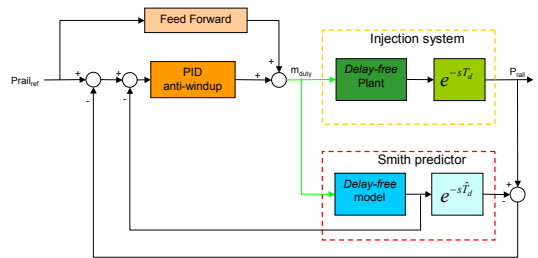 Feed Forward
Injection system
Prail_ref
+
+
-
PID
anti-windup
+
+
m_duty
Delay-free
Plant
e^{-sT_d}
P_rail
Smith predictor
Delay-free
model
e^{-s\hat{T}_d}
+
-
-